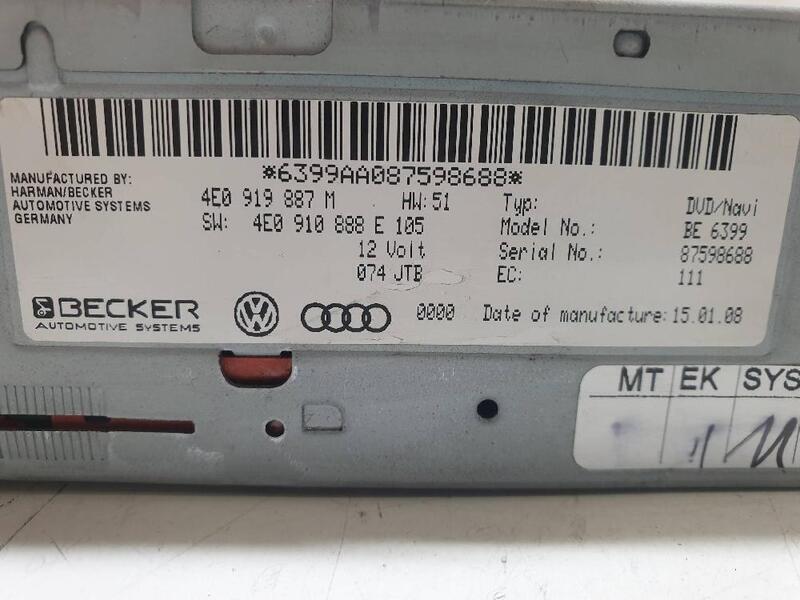 *6399AA087598688*
MANUFACTURED BY:
HARMAN/BECKER
AUTOMOTIVE SYSTEMS
GERMANY
4E0 919 887 M HW:51
SW: 4E0 910 888 E 105
12 Volt
074 JTB
Typ: DVD/Navi
Model No.: BE 6399
Serial No.: 87598688
EC: 111
BECKER
AUTOMOTIVE SYSTEMS
0000 Date of manufacture: 15.01.08
MT EK SYS